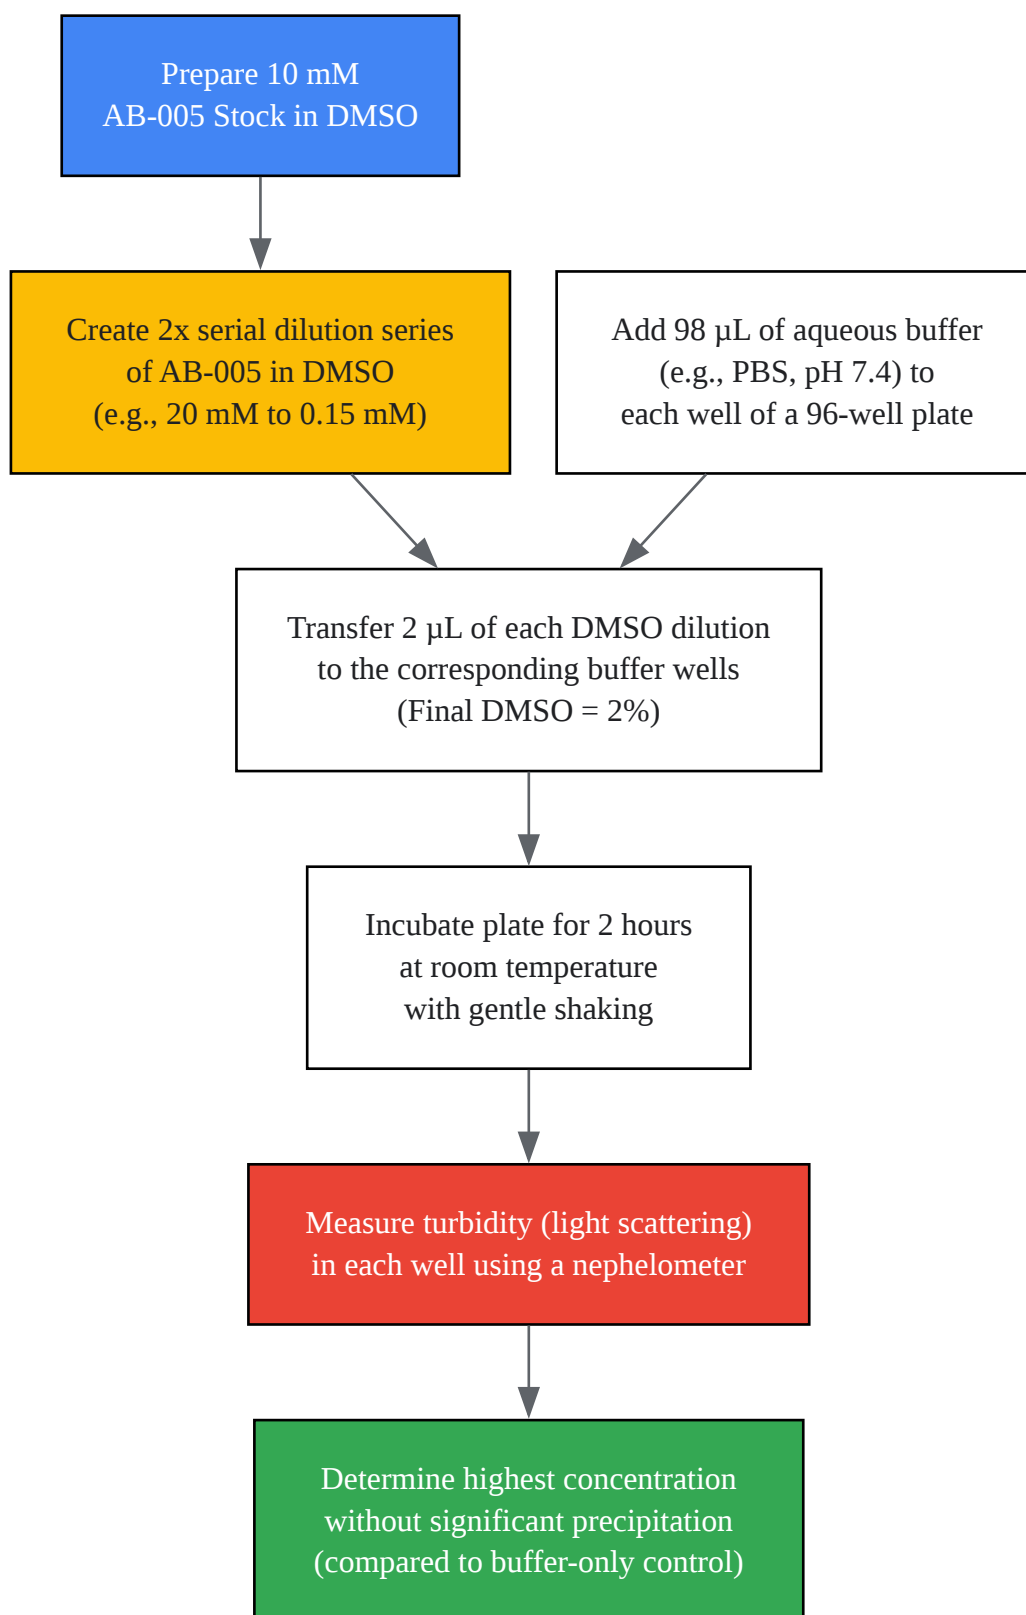 Prepare 10 mM
AB-005 Stock in DMSO
Create 2x serial dilution series
of AB-005 in DMSO
(e.g., 20 mM to 0.15 mM)
Add 98 µL of aqueous buffer
(e.g., PBS, pH 7.4) to
each well of a 96-well plate
Transfer 2 µL of each DMSO dilution
to the corresponding buffer wells
(Final DMSO = 2%)
Incubate plate for 2 hours
at room temperature
with gentle shaking
Measure turbidity (light scattering)
in each well using a nephelometer
Determine highest concentration
without significant precipitation
(compared to buffer-only control)